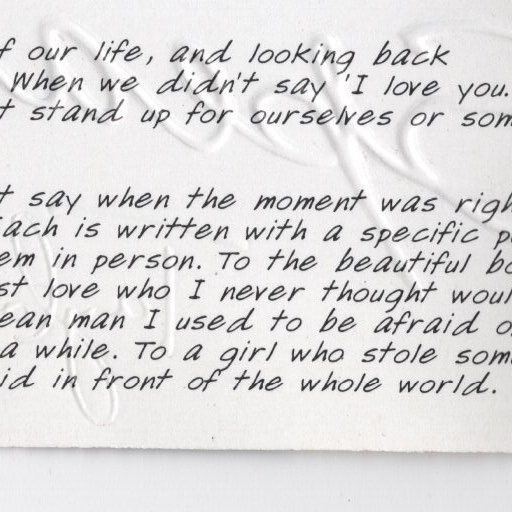 f our life, and looking back
When we didn't say 'I love you.
t stand up for ourselves or som
t say when the moment was righ
ach is written with a specific p
em in person. To the beautiful bo
st love who I never thought woul
ean man I used to be afraid o
a while. To a girl who stole som
id in front of the whole world.